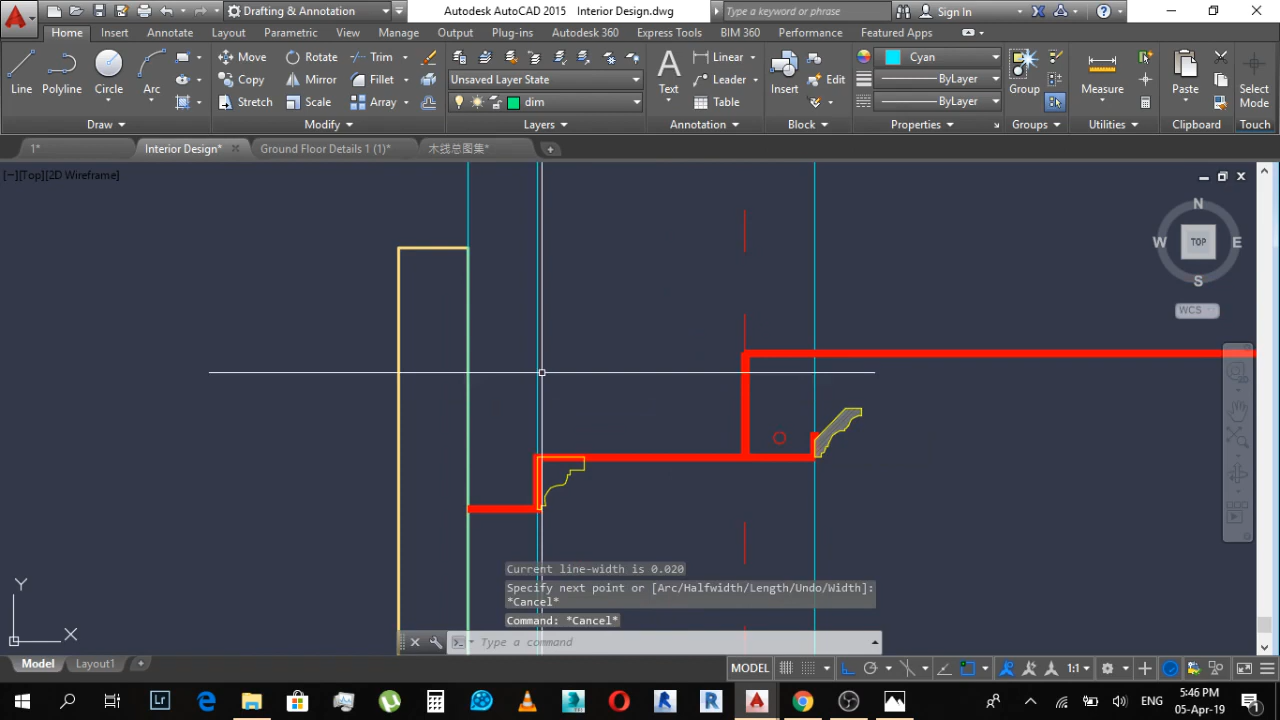 Drafting & Annotation
Autodesk AutoCAD 2015 Interior Design.dwg
Type a keyword or phrase
Sign In
Home Insert Annotate Layout Parametric View Manage Output Plug-ins Autodesk 360 Express Tools BIM 360 Performance Featured Apps
Line Polyline Circle Arc
Draw
Move Rotate Trim
Copy Mirror Fillet
Stretch Scale Array
Modify
Unsaved Layer State
dim
Layers
Text
Linear
Leader
Table
Annotation
Insert
Edit
Block
Cyan
ByLayer
ByLayer
Properties
Group
Groups
Measure
Utilities
Paste
Clipboard
Select
Mode
Touch
1* Interior Design* Ground Floor Details 1 (1)* 木线总图集*
[−][Top][2D Wireframe]
N
W TOP E
S
WCS
Current line-width is 0.020
Specify next point or [Arc/Halfwidth/Length/Undo/Width]:
*Cancel*
Command: *Cancel*
Type a command
Y
X
Model Layout1
MODEL
1:1
Lr
ENG
5:46 PM
05-Apr-19